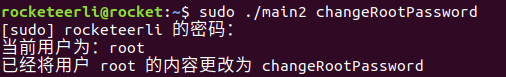 rocketeerli@rocket:~$ sudo ./main2 changeRootPassword
[sudo] rocketeerli 的密码：
当前用户为：root
已经将用户 root 的内容更改为 changeRootPassword